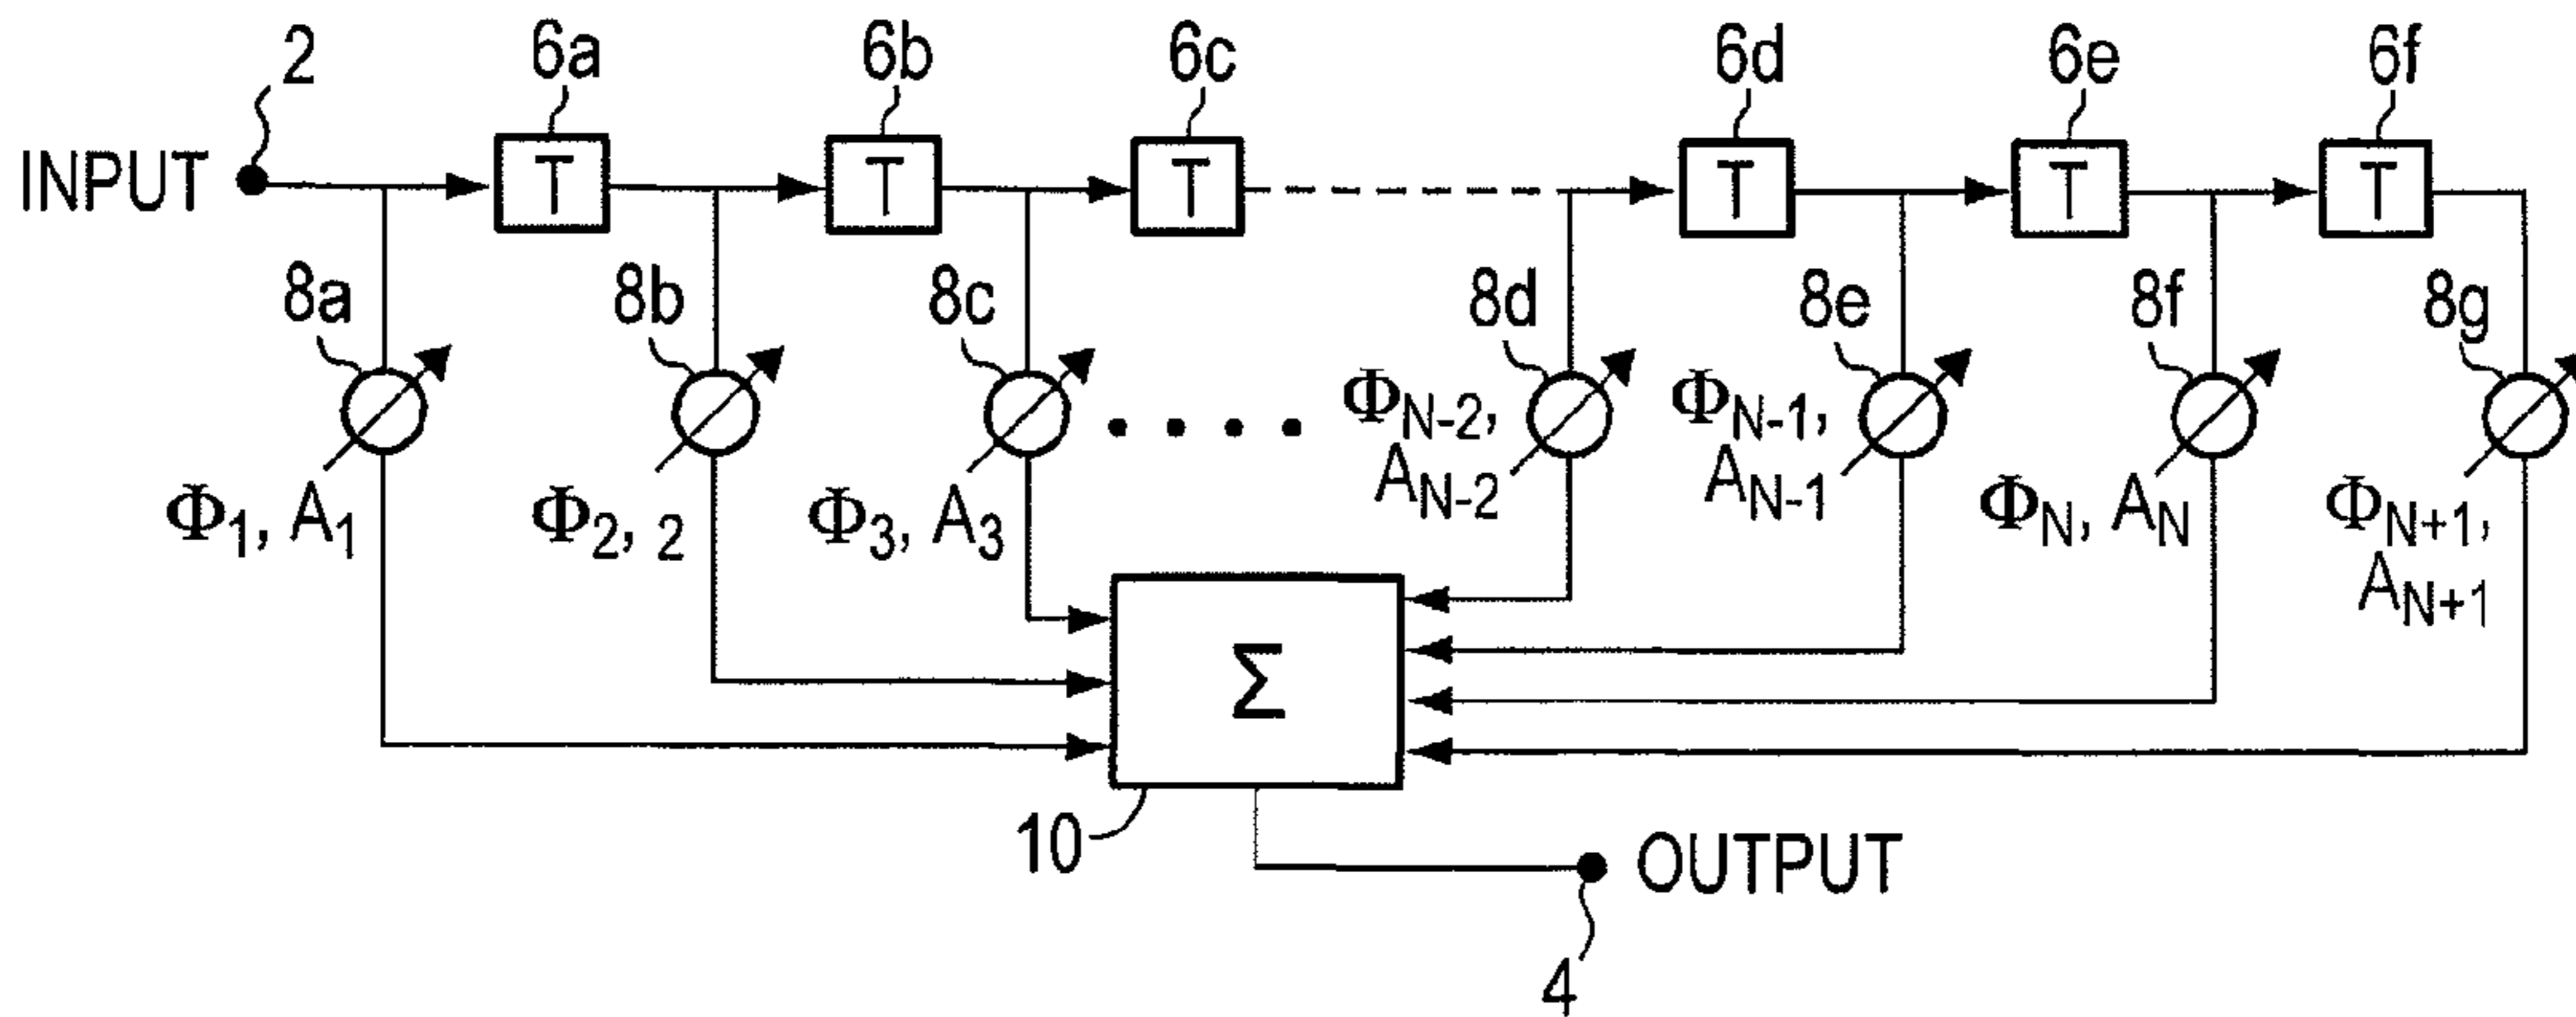 2
6a
6b
6c
6d
6e
6f
INPUT
T
T
T
T
T
T
8a
8b
8c
8d
8e
8f
8g
Φ1, A1
Φ2, 2
Φ3, A3
ΦN-2,
AN-2
ΦN-1,
AN-1
ΦN, AN
ΦN+1,
AN+1
Σ
10
OUTPUT
4